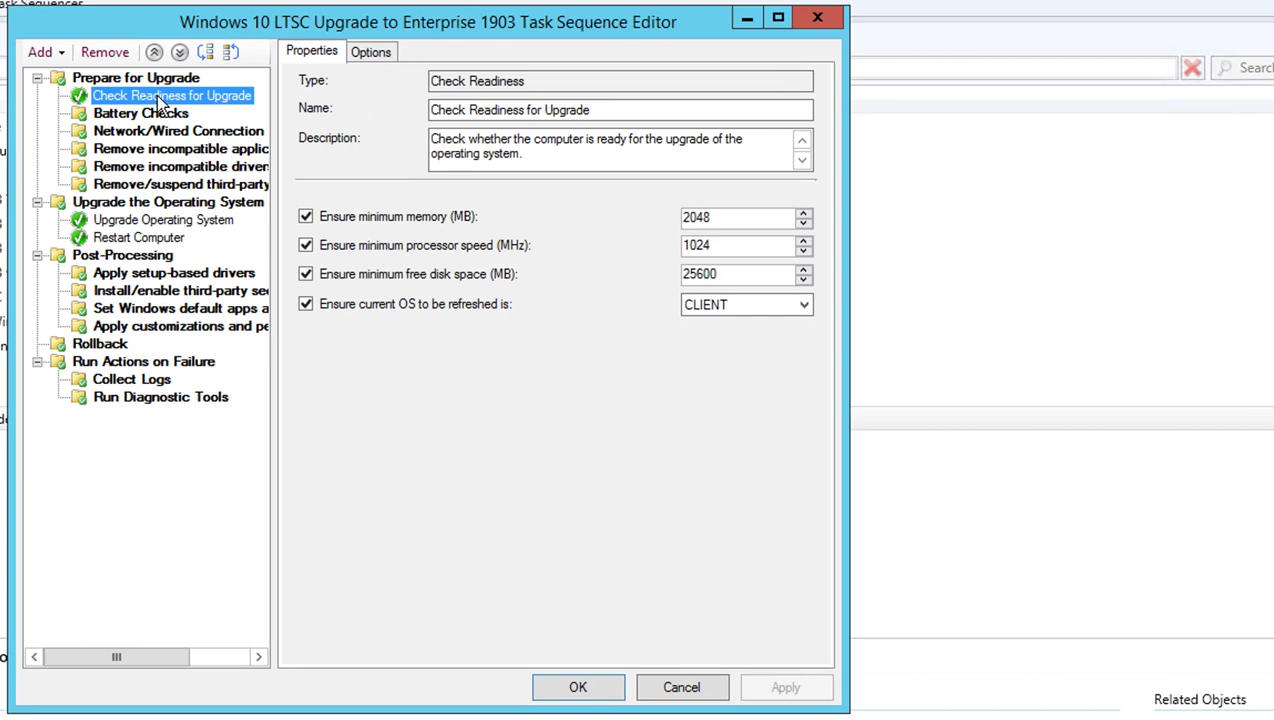 ask Sequences
Windows 10 LTSC Upgrade to Enterprise 1903 Task Sequence Editor
Add Remove
Properties Options
Searc
Prepare for Upgrade
Check Readiness for Upgrade
Battery Checks
Network/Wired Connection
Remove incompatible applic
Remove incompatible driver
Remove/suspend third-party
Upgrade the Operating System
Upgrade Operating System
Restart Computer
Post-Processing
Apply setup-based drivers
Install/enable third-party sec
Set Windows default apps a
Apply customizations and pe
Rollback
Run Actions on Failure
Collect Logs
Run Diagnostic Tools
Type: Check Readiness
Name: Check Readiness for Upgrade
Description: Check whether the computer is ready for the upgrade of the
operating system.
Ensure minimum memory (MB): 2048
Ensure minimum processor speed (MHz): 1024
Ensure minimum free disk space (MB): 25600
Ensure current OS to be refreshed is: CLIENT
OK Cancel Apply
Related Objects